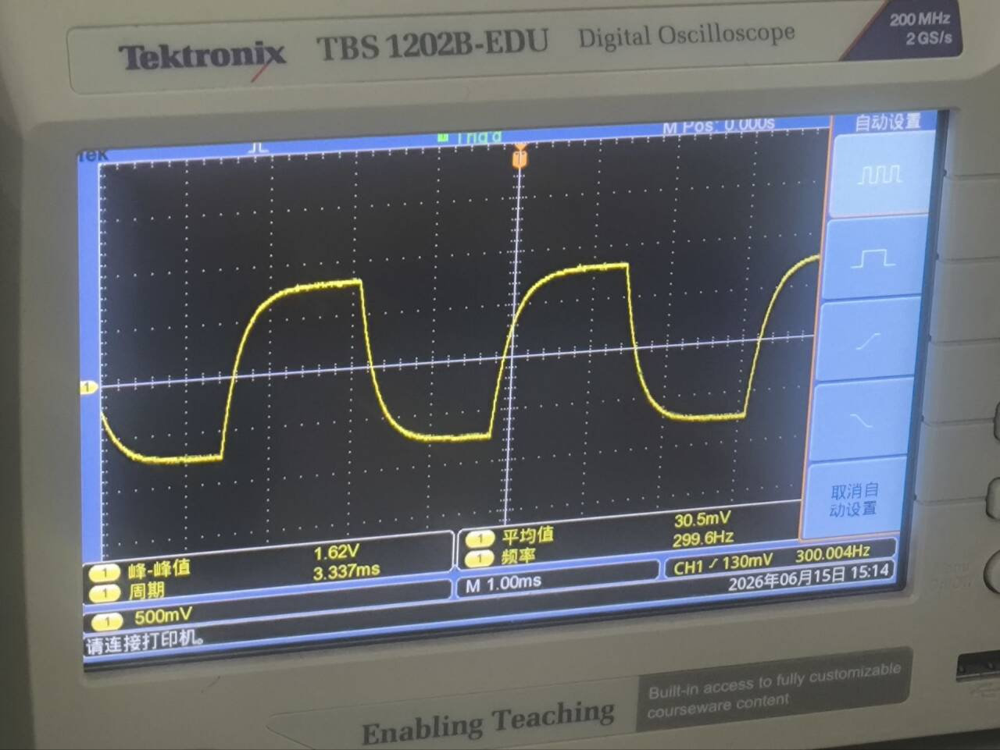 Tektronix TBS 1202B-EDU Digital Oscilloscope
200 MHz
2 GS/s
Tek Trig'd M Pos: 0.000s 自动设置
T
1
取消自
动设置
1 峰-峰值 1.62V
1 周期 3.337ms
1 平均值 30.5mV
1 频率 299.6Hz
1 500mV
M 1.00ms
CH1 / 130mV 300.004Hz
2026年06月15日 15:14
请连接打印机。
Enabling Teaching
Built-in access to fully customizable
courseware content